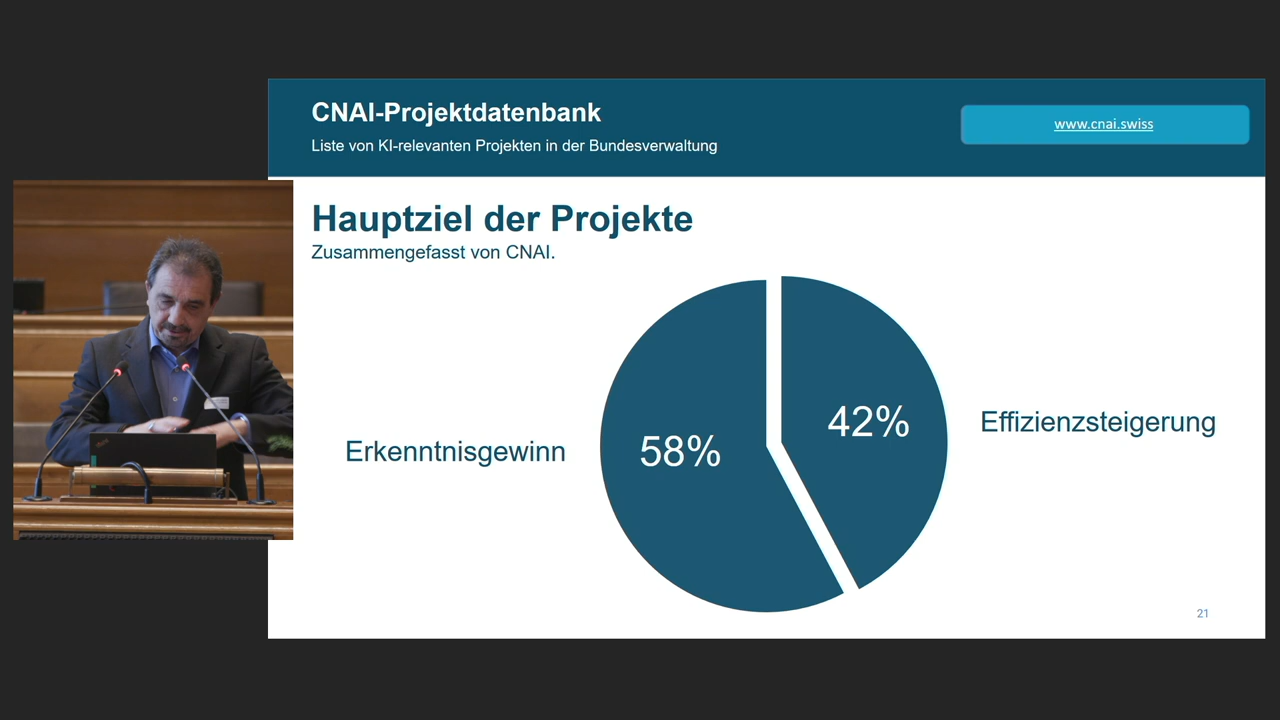 CNAI-Projektdatenbank
Liste von KI-relevanten Projekten in der Bundesverwaltung
www.cnai.swiss
Hauptziel der Projekte
Zusammengefasst von CNAI.
Erkenntnisgewinn
58%
42%
Effizienzsteigerung
21